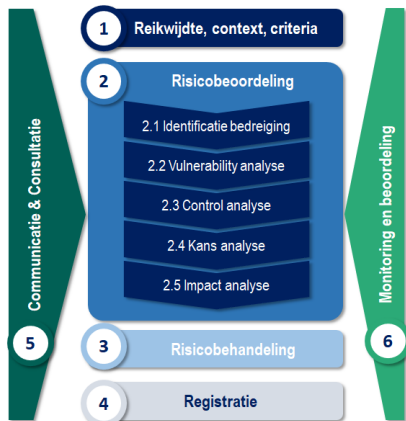 1 Reikwijdte, context, criteria
2 Risicobeoordeling
2.1 Identificatie bedreiging
2.2 Vulnerability analyse
2.3 Control analyse
2.4 Kans analyse
2.5 Impact analyse
3 Risicobehandeling
4 Registratie
Communicatie & Consultatie
5
Monitoring en beoordeling
6